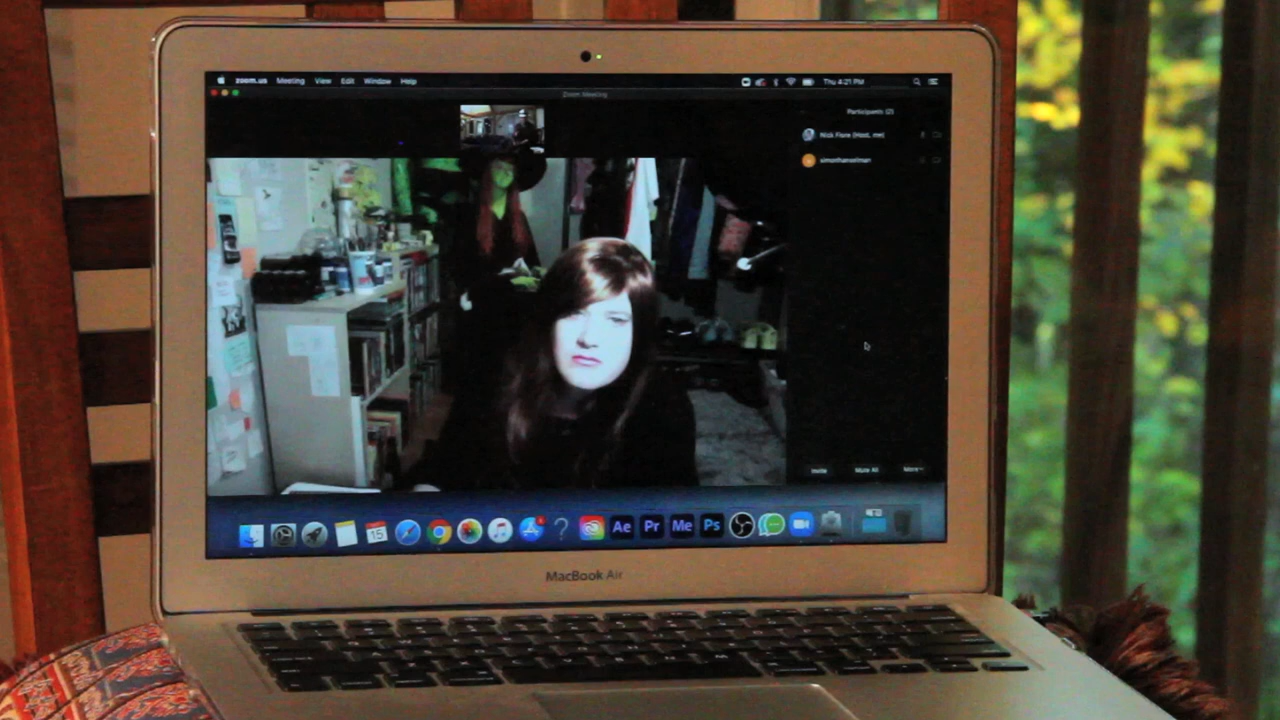 zoom.us Meeting View Edit Window Help Thu 4:21 PM
Zoom Meeting
Participants (2)
Nick Fiore (Host, me)
simonhanselman
Invite Mute All More
15
Ae Pr Me Ps
MacBook Air